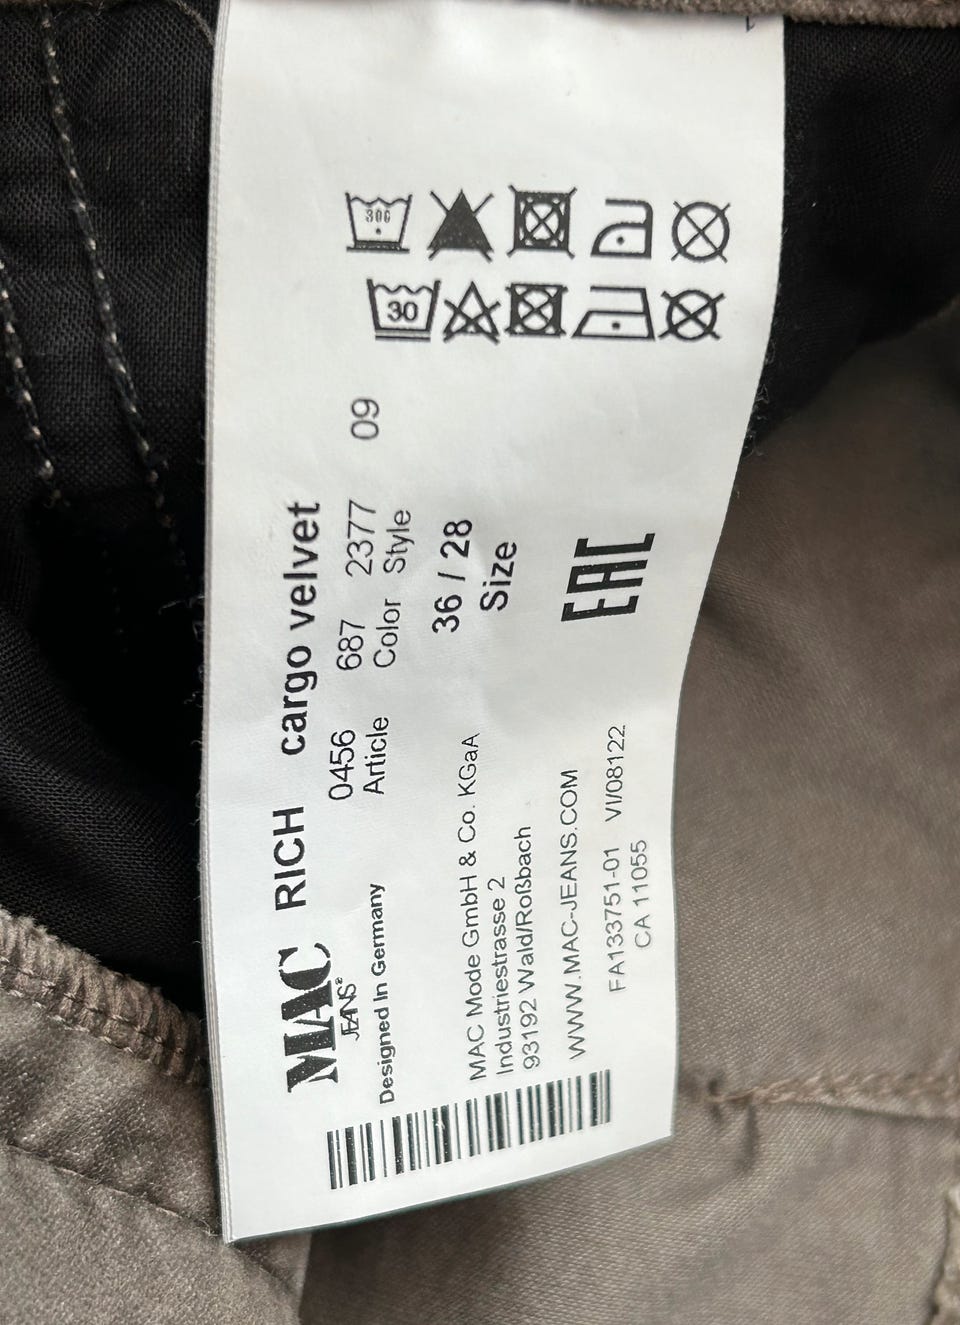 MAC RICH cargo velvet
JEANS®
0456 687 2377 09
Article Color Style
Designed In Germany
36 / 28
Size
MAC Mode GmbH & Co. KGaA
Industriestrasse 2
93192 Wald/Roßbach
WWW.MAC-JEANS.COM
EAC
FA133751-01 VI/08122
CA 11055
30